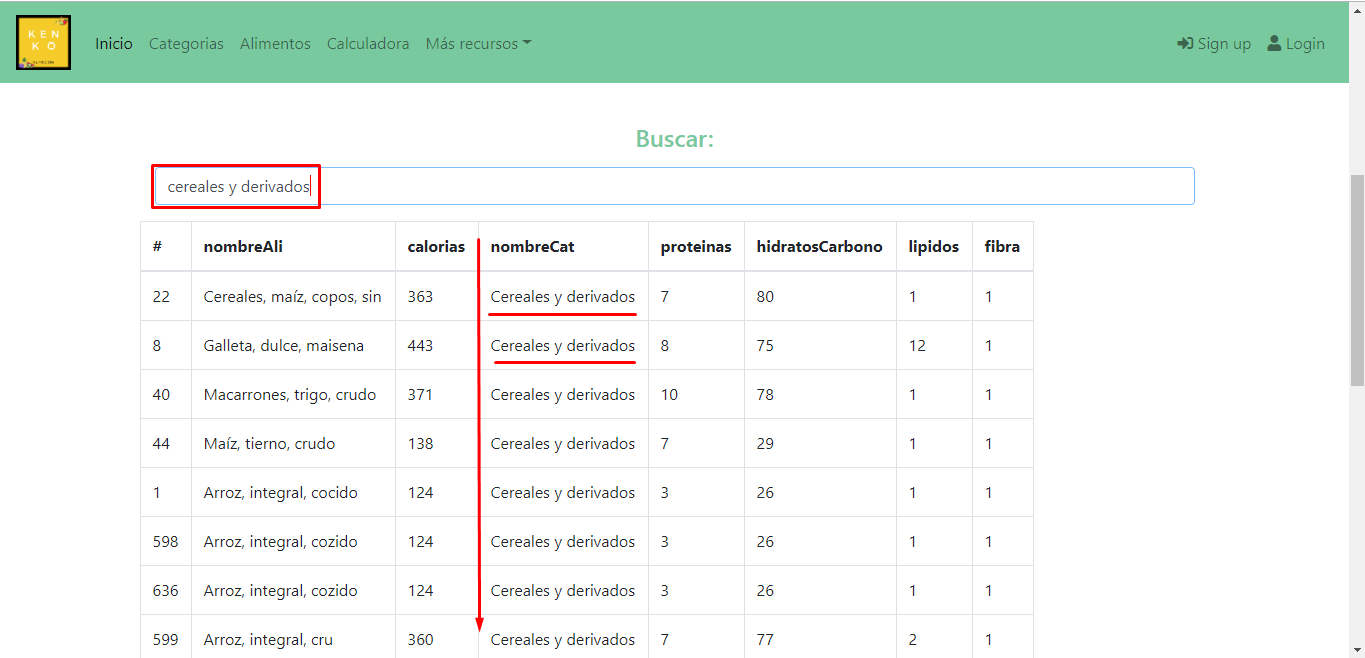 KEN
KO
Inicio Categorias Alimentos Calculadora Más recursos Sign up Login
Buscar:
cereales y derivados
# nombreAli calorias nombreCat proteinas hidratosCarbono lipidos fibra
22 Cereales, maíz, copos, sin 363 Cereales y derivados 7 80 1 1
8 Galleta, dulce, maisena 443 Cereales y derivados 8 75 12 1
40 Macarrones, trigo, crudo 371 Cereales y derivados 10 78 1 1
44 Maíz, tierno, crudo 138 Cereales y derivados 7 29 1 1
1 Arroz, integral, cocido 124 Cereales y derivados 3 26 1 1
598 Arroz, integral, cozido 124 Cereales y derivados 3 26 1 1
636 Arroz, integral, cozido 124 Cereales y derivados 3 26 1 1
599 Arroz, integral, cru 360 Cereales y derivados 7 77 2 1